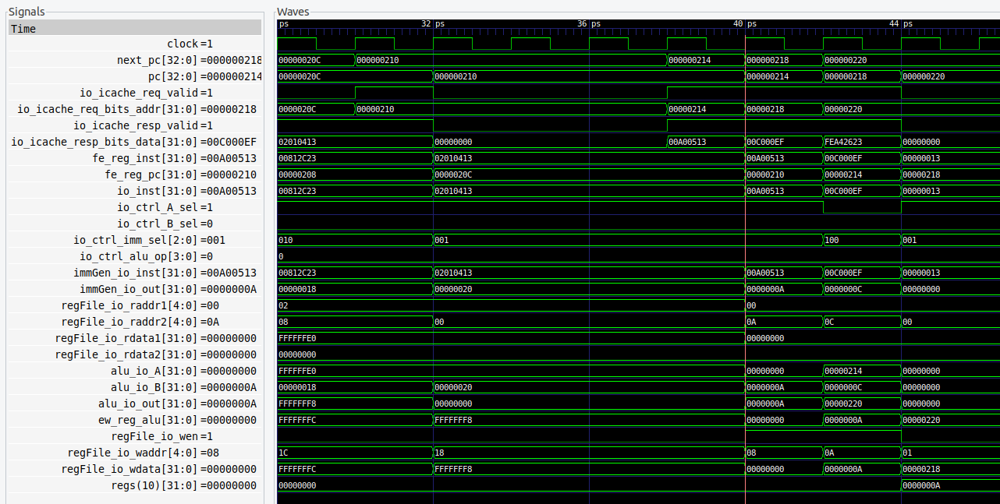 Signals
Waves
Time
ps 32 ps 36 ps 40 ps 44 ps
clock=1
next_pc[32:0]=000000218 00000020C 000000210 000000214 000000218 000000220
pc[32:0]=000000214 00000020C 000000210 000000214 000000218 000000220
io_icache_req_valid=1
io_icache_req_bits_addr[31:0]=00000218 0000020C 00000210 00000214 00000218 00000220
io_icache_resp_valid=1
io_icache_resp_bits_data[31:0]=00C000EF 02010413 00000000 00A00513 00C000EF FEA42623 00000000
fe_reg_inst[31:0]=00A00513 00812C23 02010413 00A00513 00C000EF 00000013
fe_reg_pc[31:0]=00000210 00000208 0000020C 00000210 00000214 00000218
io_inst[31:0]=00A00513 00812C23 02010413 00A00513 00C000EF 00000013
io_ctrl_A_sel=1
io_ctrl_B_sel=0
io_ctrl_imm_sel[2:0]=001 010 001 100 001
io_ctrl_alu_op[3:0]=0 0
immGen_io_inst[31:0]=00A00513 00812C23 02010413 00A00513 00C000EF 00000013
immGen_io_out[31:0]=0000000A 00000018 00000020 0000000A 0000000C 00000000
regFile_io_raddr1[4:0]=00 02 00
regFile_io_raddr2[4:0]=0A 08 00 0A 0C 00
regFile_io_rdata1[31:0]=00000000 FFFFFFE0 00000000
regFile_io_rdata2[31:0]=00000000 00000000
alu_io_A[31:0]=00000000 FFFFFFE0 00000000 00000214 00000000
alu_io_B[31:0]=0000000A 00000018 00000020 0000000A 0000000C 00000000
alu_io_out[31:0]=0000000A FFFFFFF8 00000000 0000000A 00000220 00000000
ew_reg_alu[31:0]=00000000 FFFFFFFC FFFFFFF8 00000000 0000000A 00000220
regFile_io_wen=1
regFile_io_waddr[4:0]=08 1C 18 08 0A 01
regFile_io_wdata[31:0]=00000000 FFFFFFFC FFFFFFF8 00000000 0000000A 00000218
regs(10)[31:0]=00000000 00000000 0000000A